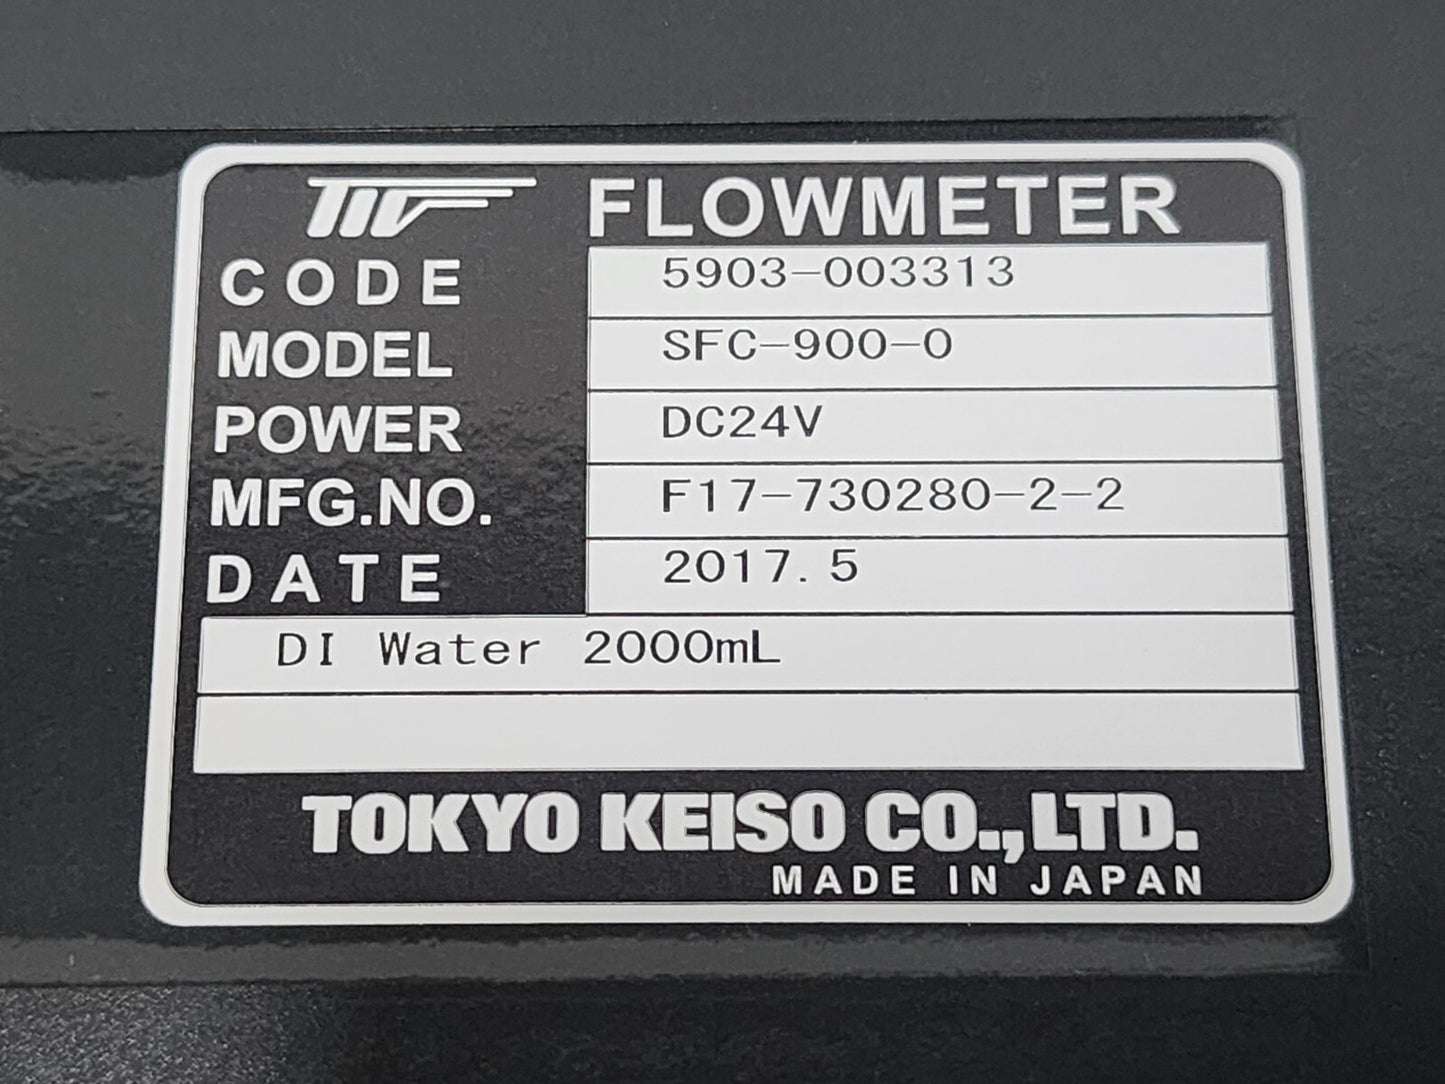 FLOWMETER
CODE 5903-003313
MODEL SFC-900-0
POWER DC24V
MFG.NO. F17-730280-2-2
DATE 2017.5
DI Water 2000mL
TOKYO KEISO CO.,LTD.
MADE IN JAPAN